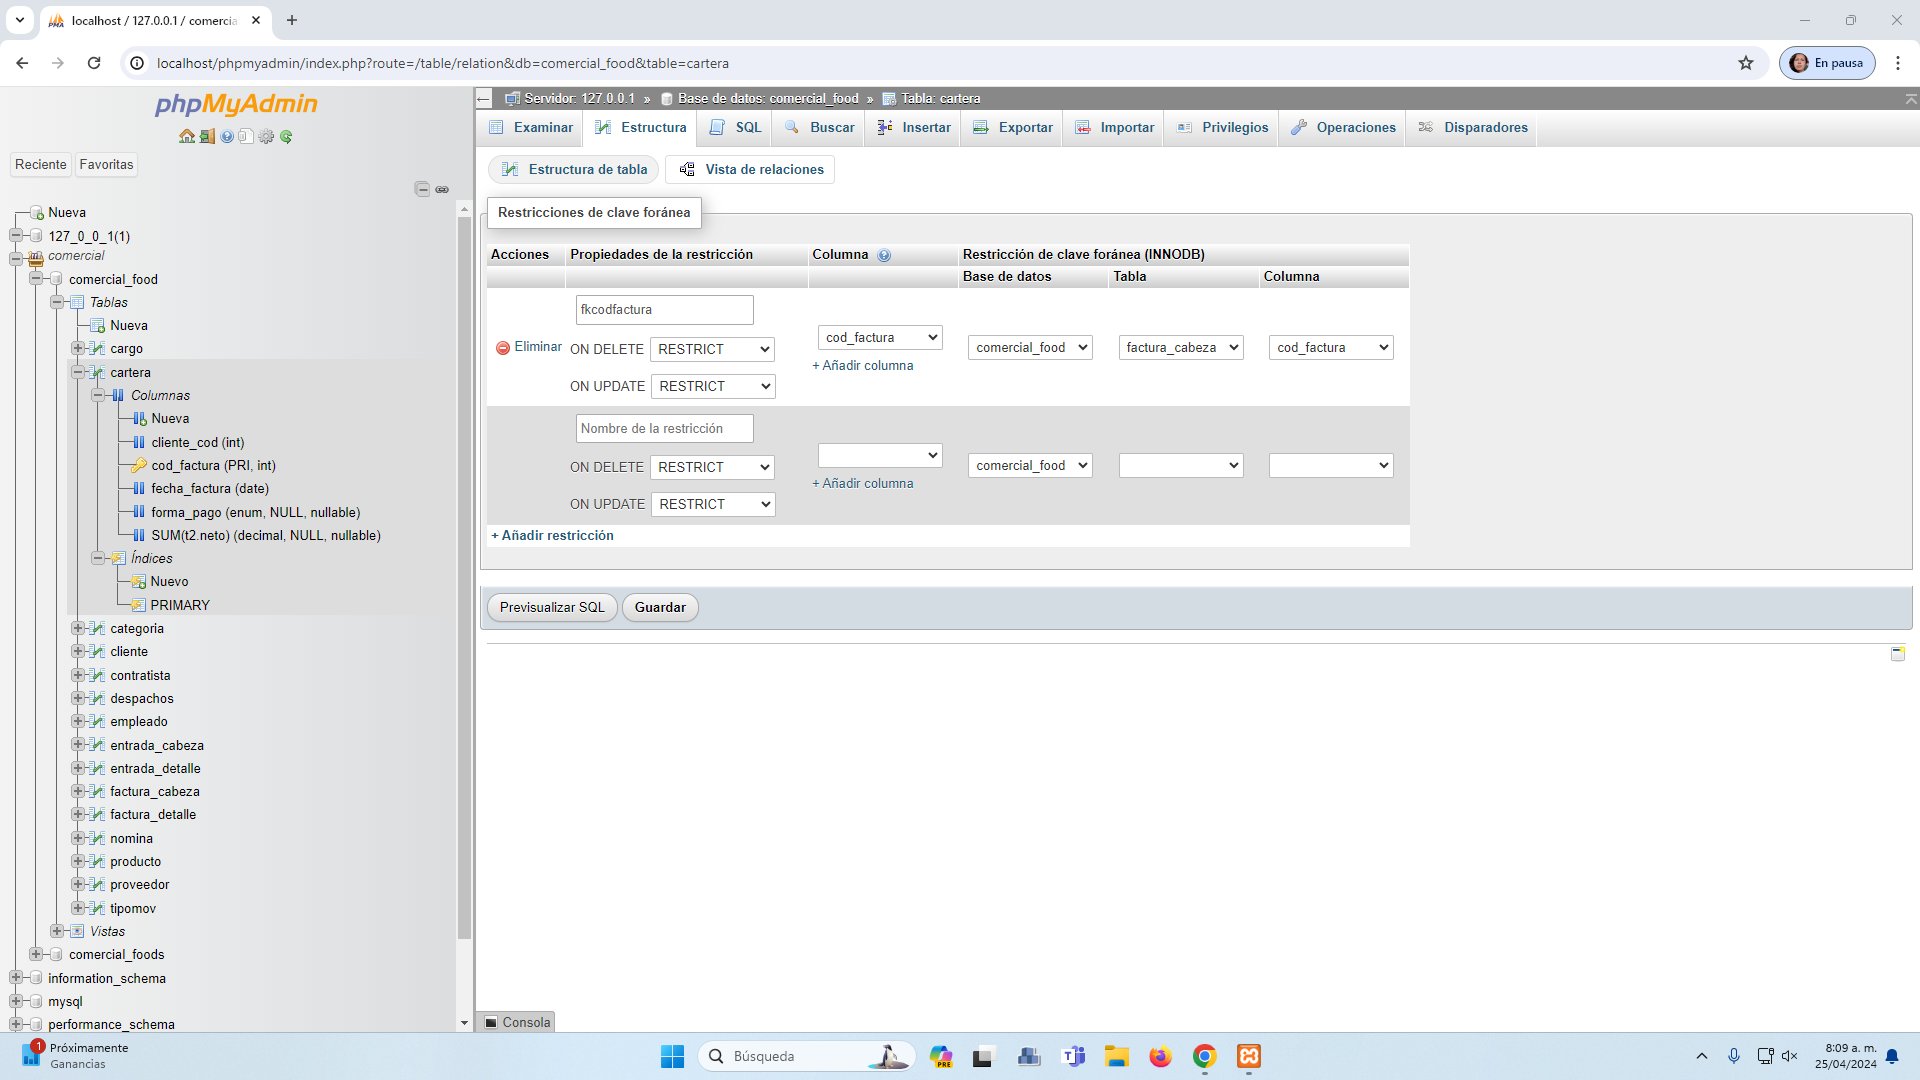 localhost / 127.0.0.1 / comercia
localhost/phpmyadmin/index.php?route=/table/relation&db=comercial_food&table=cartera
En pausa
phpMyAdmin
Reciente
Favoritas
Nueva
127_0_0_1(1)
comercial
comercial_food
Tablas
Nueva
cargo
cartera
Columnas
Nueva
cliente_cod (int)
cod_factura (PRI, int)
fecha_factura (date)
forma_pago (enum, NULL, nullable)
SUM(t2.neto) (decimal, NULL, nullable)
Índices
Nuevo
PRIMARY
categoria
cliente
contratista
despachos
empleado
entrada_cabeza
entrada_detalle
factura_cabeza
factura_detalle
nomina
producto
proveedor
tipomov
Vistas
comercial_foods
information_schema
mysql
performance_schema
Servidor: 127.0.0.1 » Base de datos: comercial_food » Tabla: cartera
Examinar Estructura SQL Buscar Insertar Exportar Importar Privilegios Operaciones Disparadores
Estructura de tabla Vista de relaciones
Restricciones de clave foránea
Acciones Propiedades de la restricción Columna Restricción de clave foránea (INNODB)
Base de datos Tabla Columna
fkcodfactura
Eliminar ON DELETE RESTRICT cod_factura comercial_food factura_cabeza cod_factura
+ Añadir columna
ON UPDATE RESTRICT
Nombre de la restricción
ON DELETE RESTRICT comercial_food
+ Añadir columna
ON UPDATE RESTRICT
+ Añadir restricción
Previsualizar SQL Guardar
Consola
1
Próximamente
Ganancias
Búsqueda
PRE
8:09 a. m.
25/04/2024